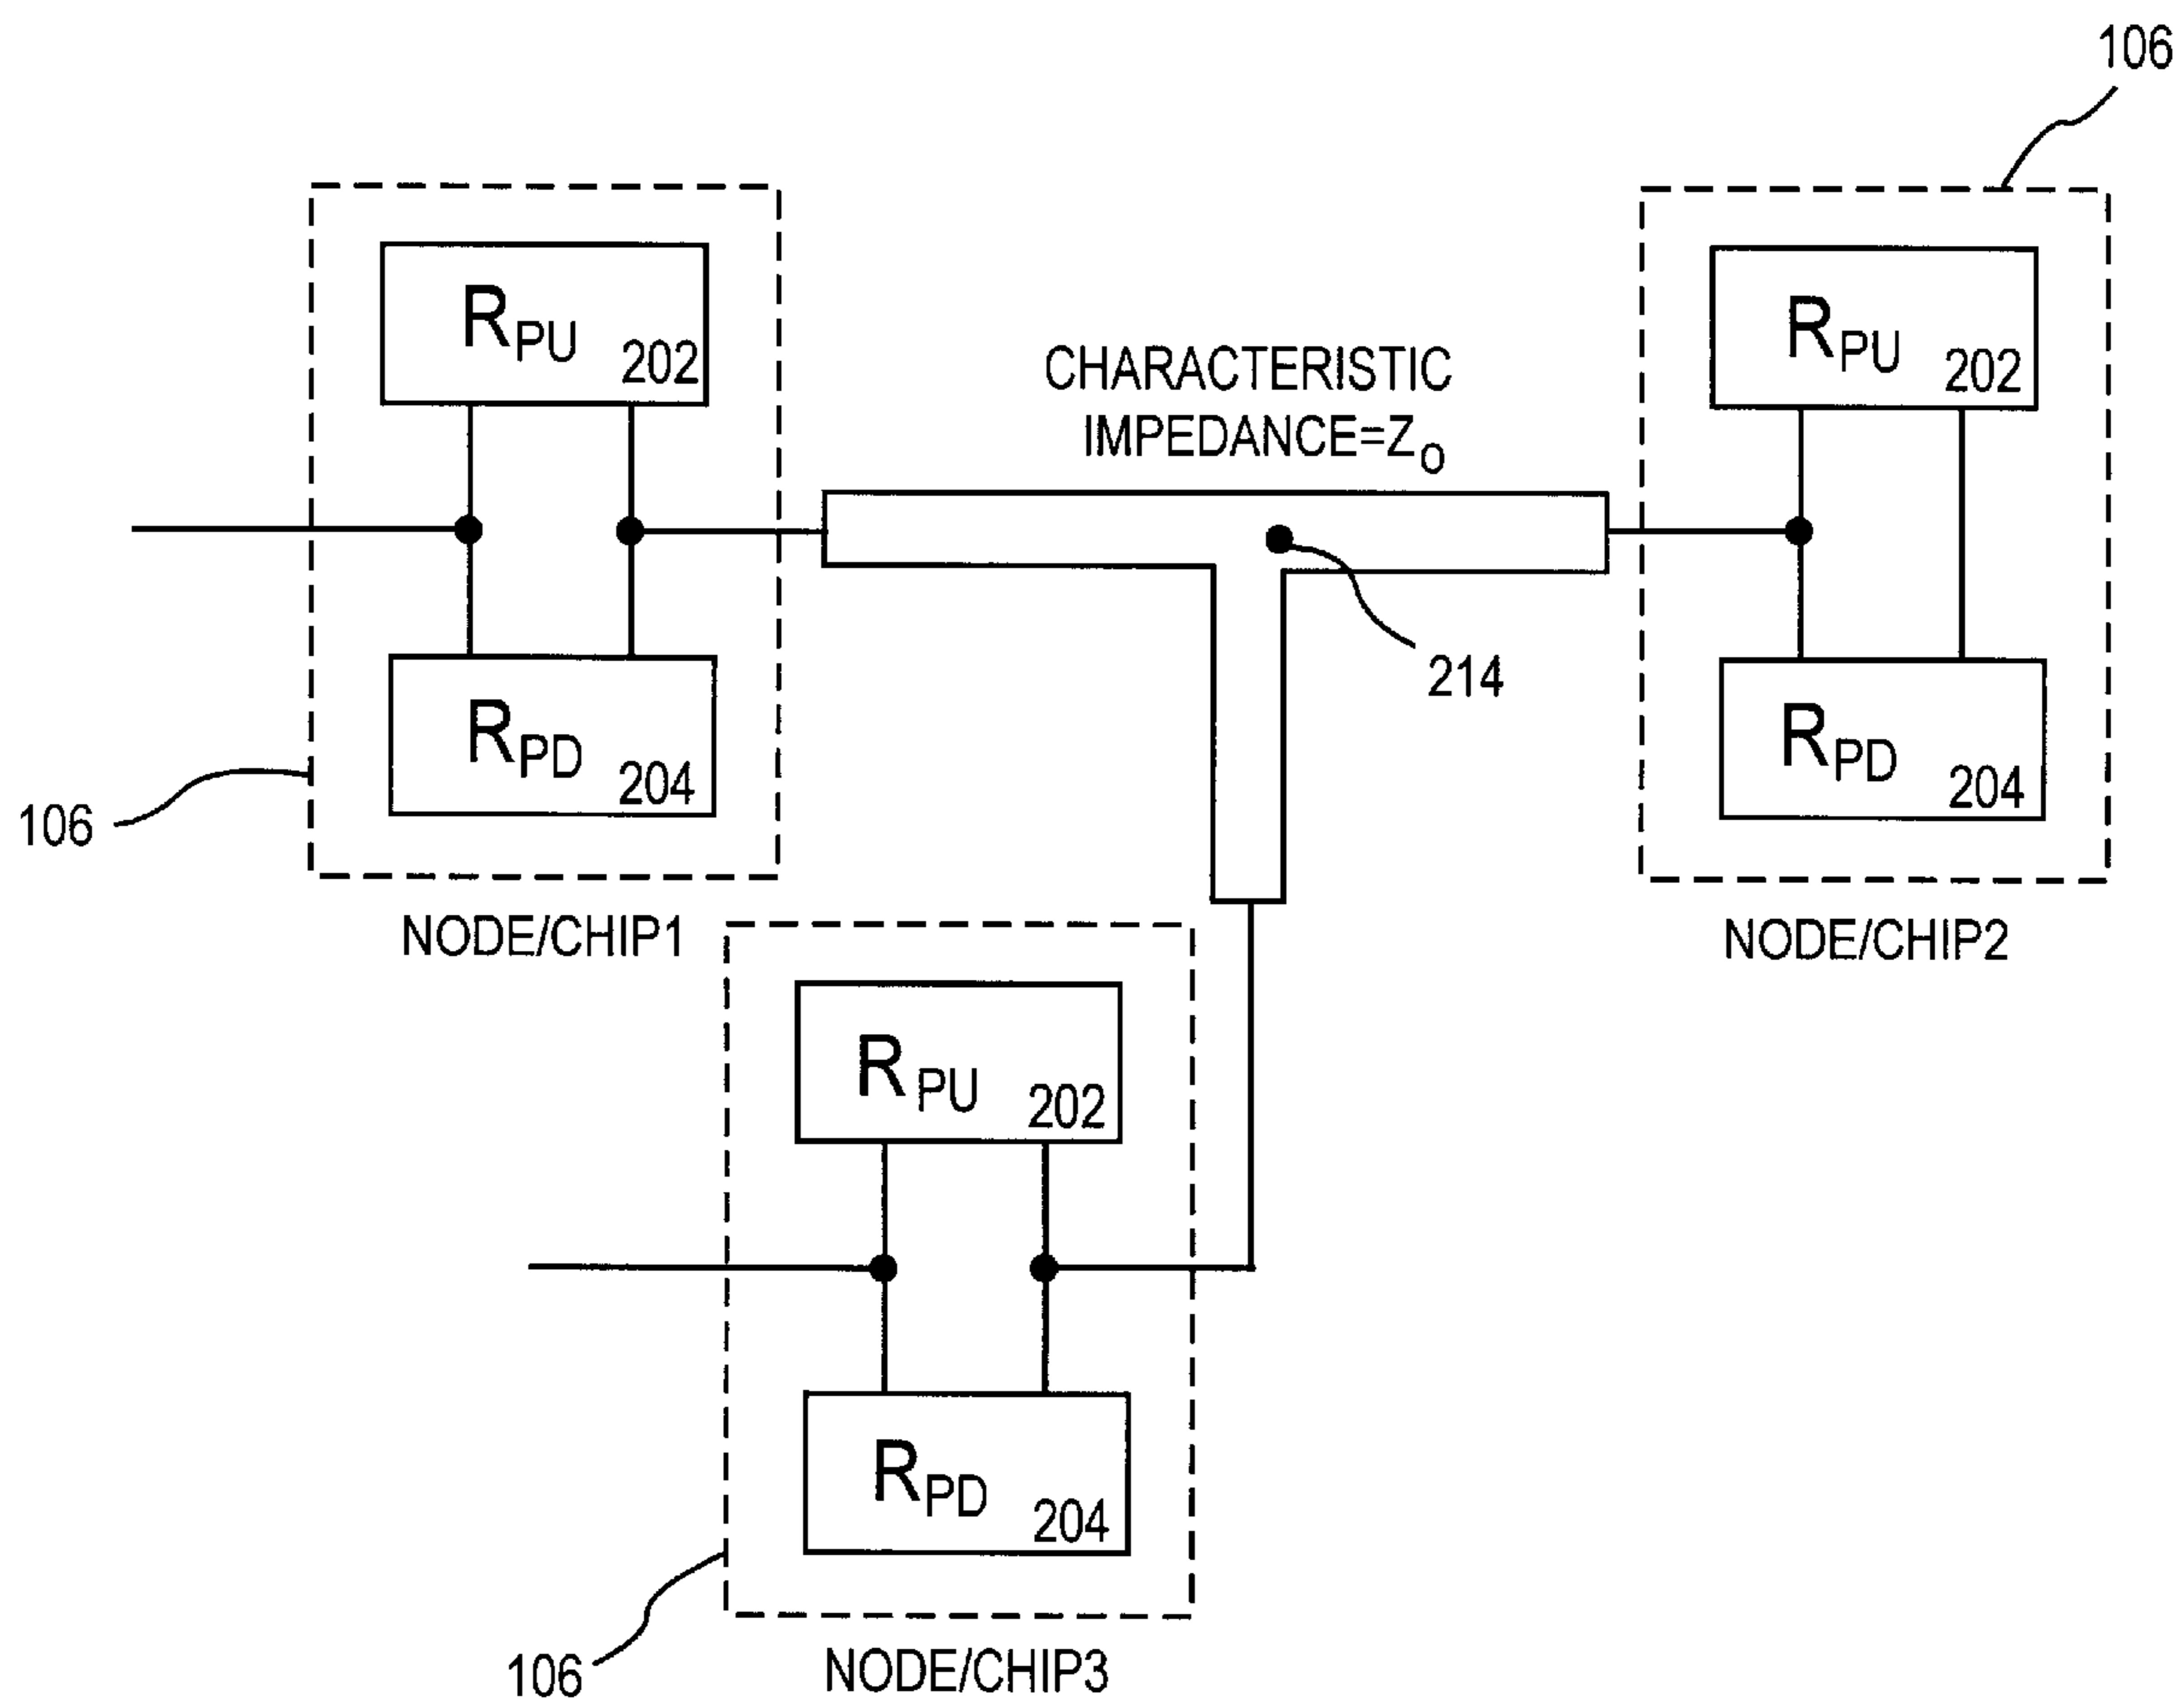 106
R_PU 202
R_PU 202
CHARACTERISTIC
IMPEDANCE=Z_O
214
R_PD 204
R_PD 204
106
NODE/CHIP1
NODE/CHIP2
R_PU 202
R_PD 204
106
NODE/CHIP3